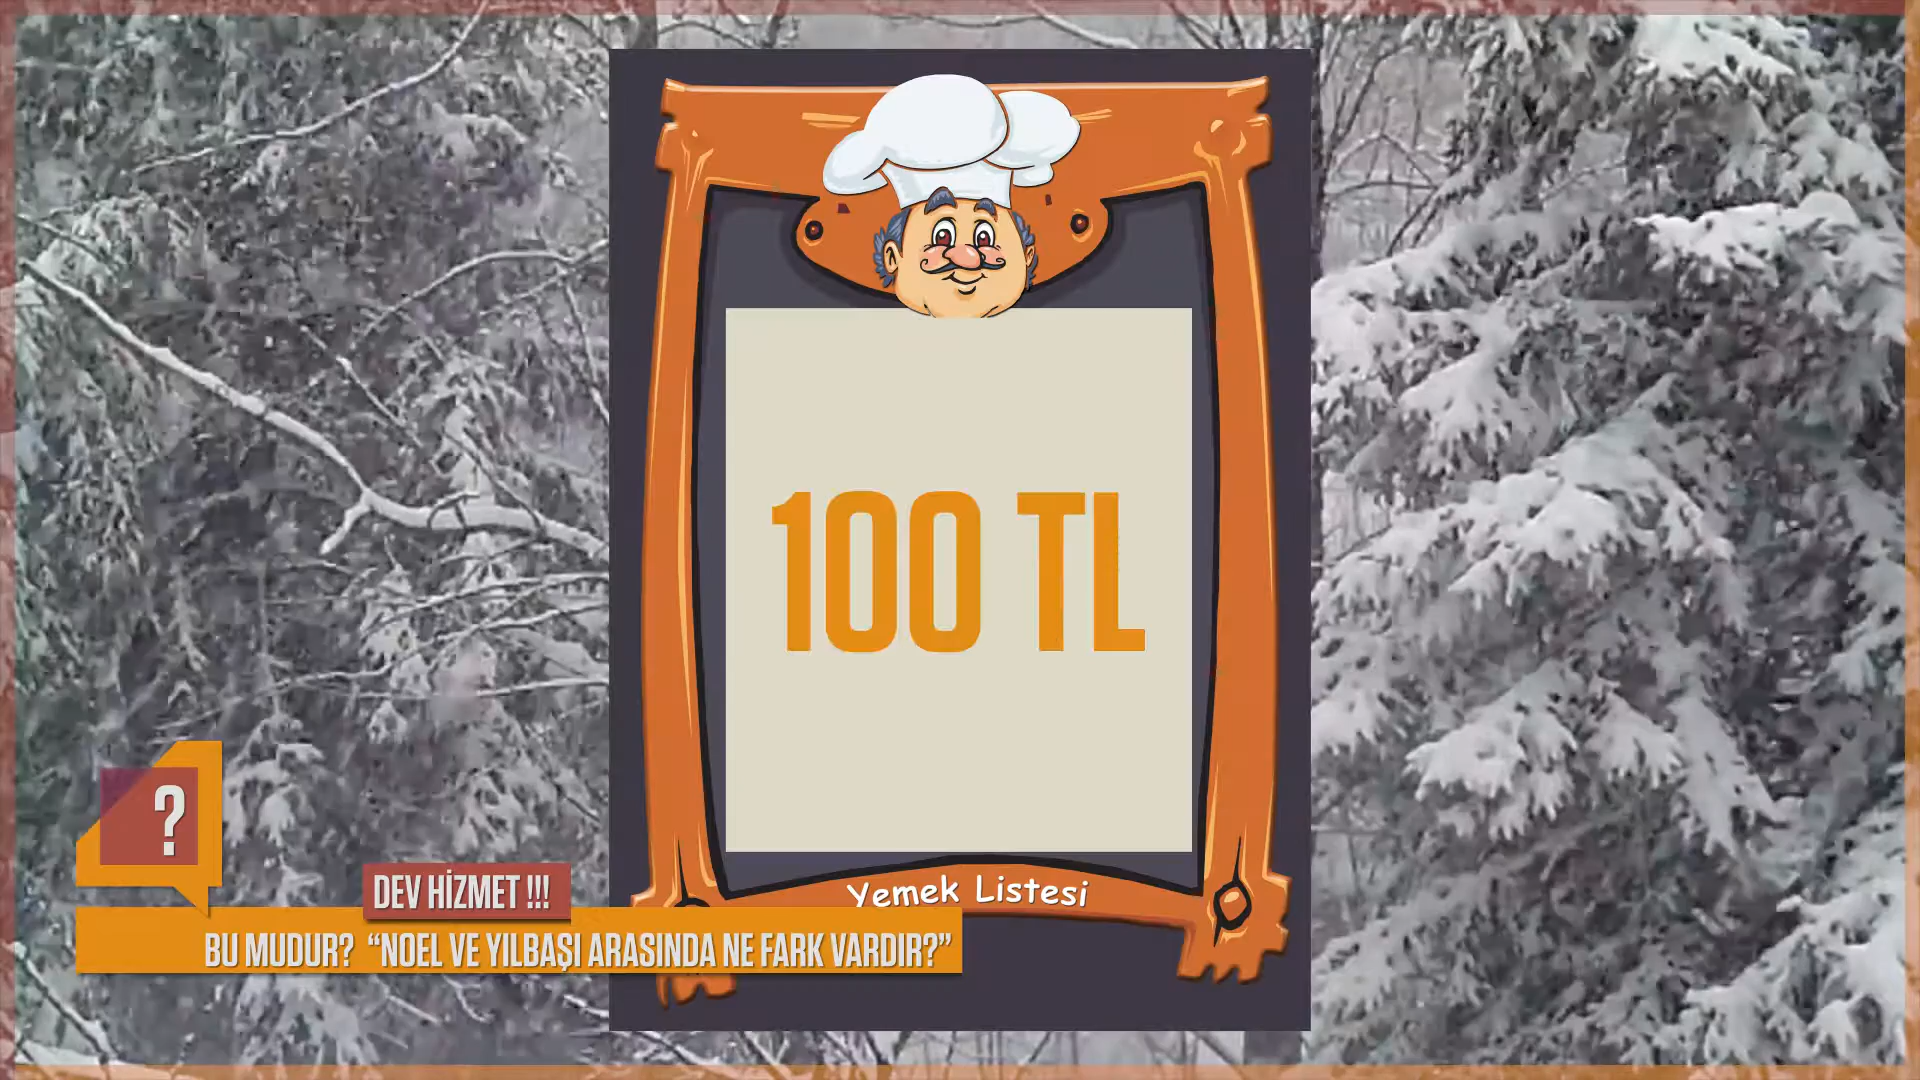 100 TL
Yemek Listesi
?
DEV HİZMET !!!
BU MUDUR? “NOEL VE YILBAŞI ARASINDA NE FARK VARDIR?”